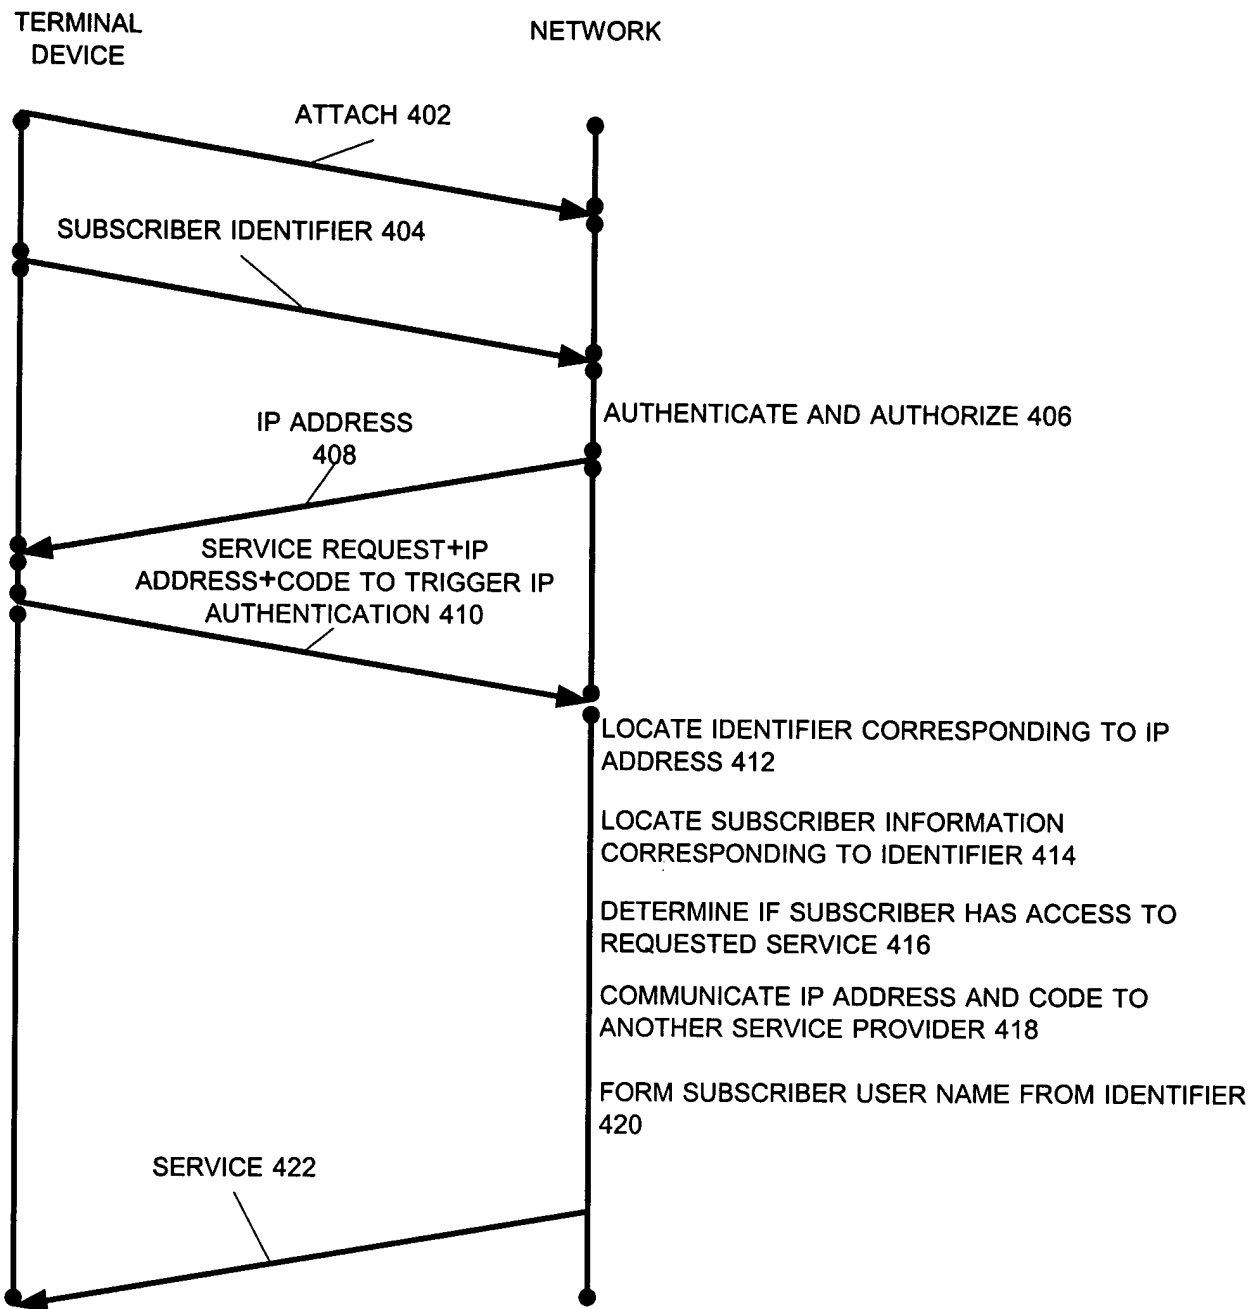 TERMINAL
DEVICE
NETWORK
ATTACH 402
SUBSCRIBER IDENTIFIER 404
AUTHENTICATE AND AUTHORIZE 406
IP ADDRESS
408
SERVICE REQUEST+IP
ADDRESS+CODE TO TRIGGER IP
AUTHENTICATION 410
LOCATE IDENTIFIER CORRESPONDING TO IP
ADDRESS 412
LOCATE SUBSCRIBER INFORMATION
CORRESPONDING TO IDENTIFIER 414
DETERMINE IF SUBSCRIBER HAS ACCESS TO
REQUESTED SERVICE 416
COMMUNICATE IP ADDRESS AND CODE TO
ANOTHER SERVICE PROVIDER 418
FORM SUBSCRIBER USER NAME FROM IDENTIFIER
420
SERVICE 422